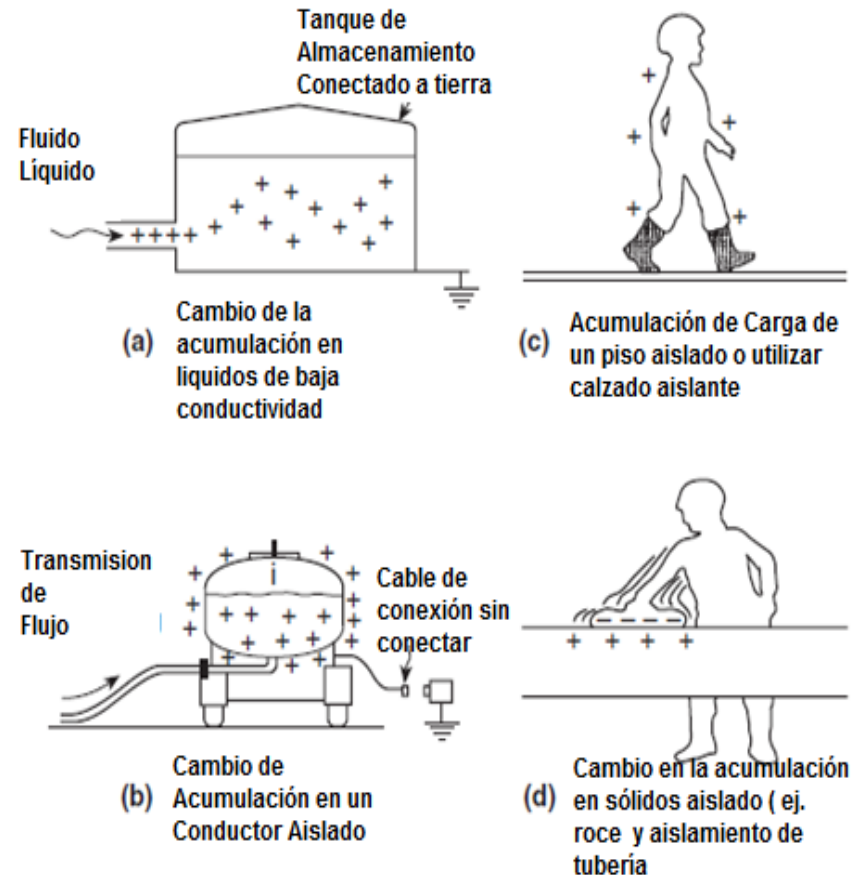 Tanque de
Almacenamiento
Conectado a tierra
Fluido
Líquido
(a) Cambio de la
acumulación en
liquidos de baja
conductividad
(c) Acumulación de Carga de
un piso aislado o utilizar
calzado aislante
Transmision
de
Flujo
Cable de
conexión sin
conectar
(b) Cambio de
Acumulación en un
Conductor Aislado
(d) Cambio en la acumulación
en sólidos aislado ( ej.
roce y aislamiento de
tubería